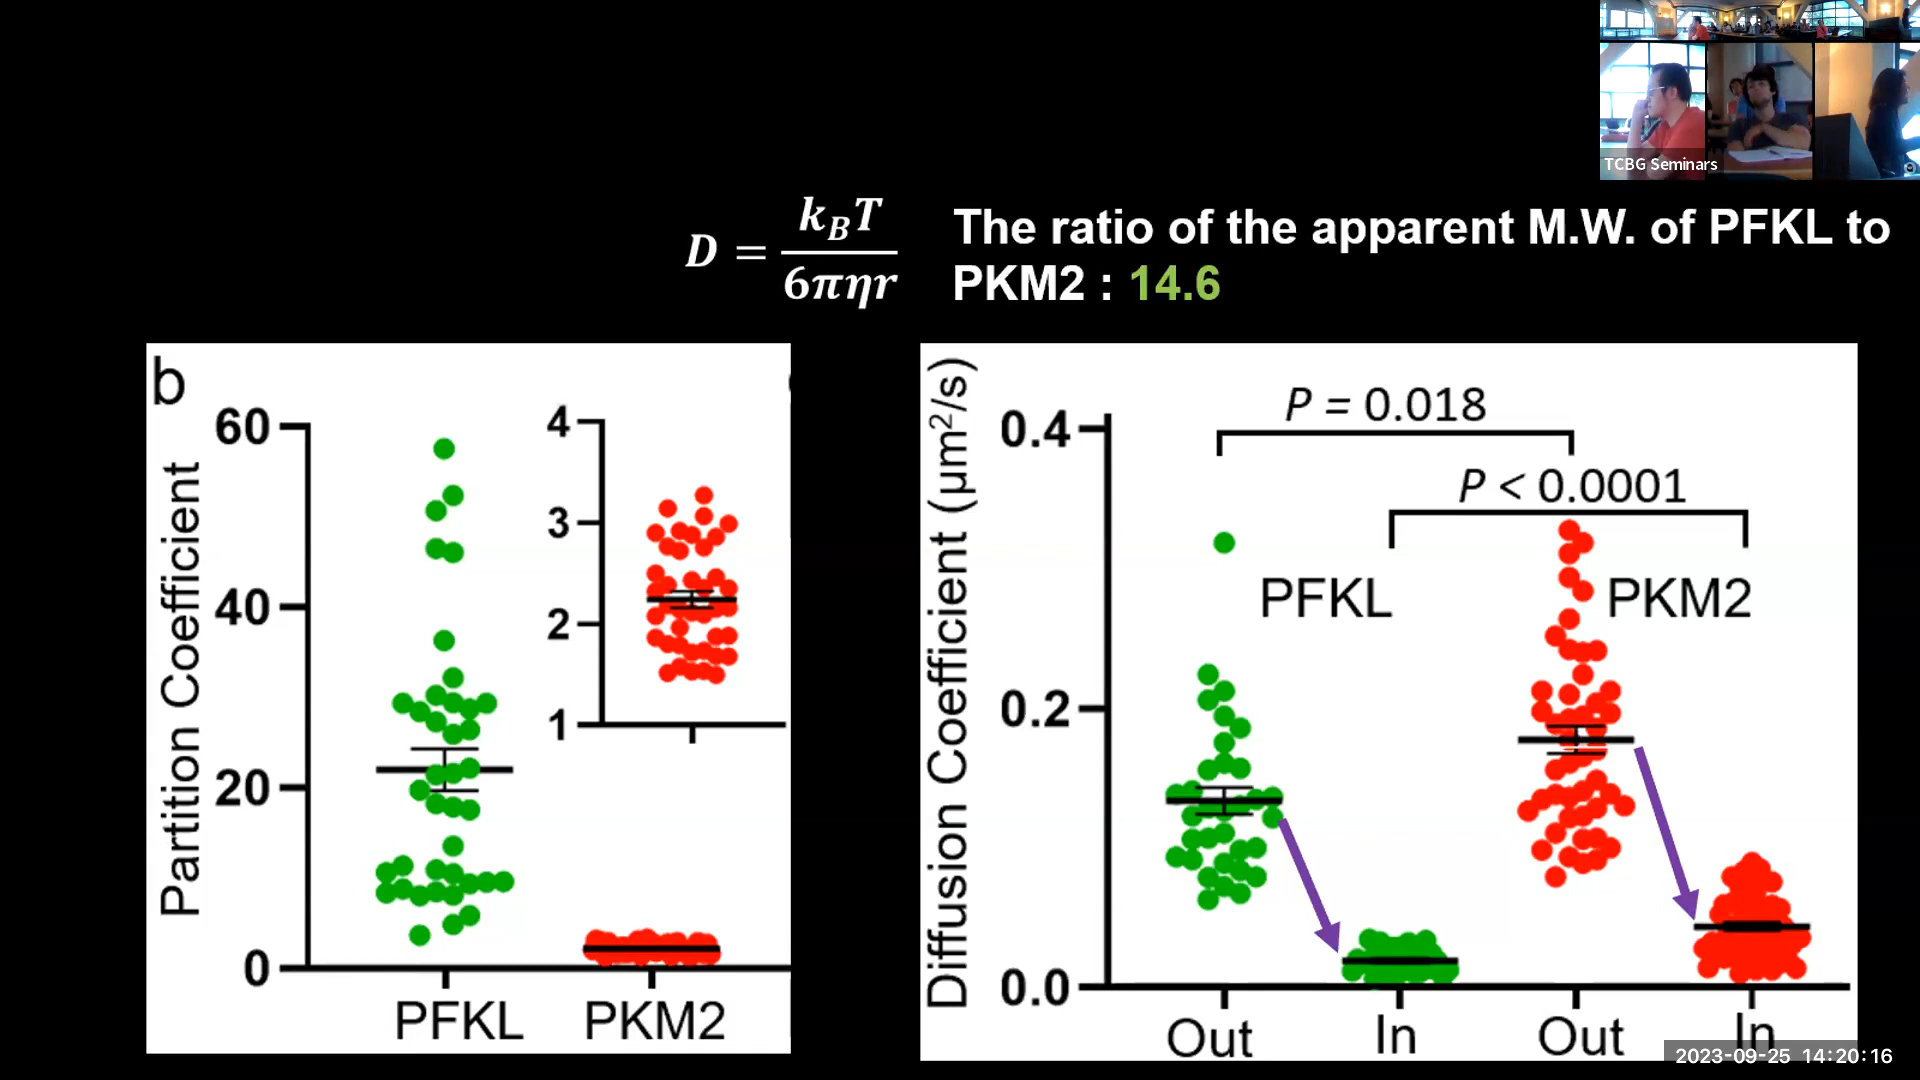 TCBG Seminars
D = k_B T / 6πηr
The ratio of the apparent M.W. of PFKL to
PKM2 : 14.6
b
Partition Coefficient
60
40
20
0
4
3
2
1
PFKL
PKM2
Diffusion Coefficient (µm²/s)
0.4
0.2
0.0
P = 0.018
P < 0.0001
PFKL
PKM2
Out
In
Out
In
2023-09-25 14:20:16